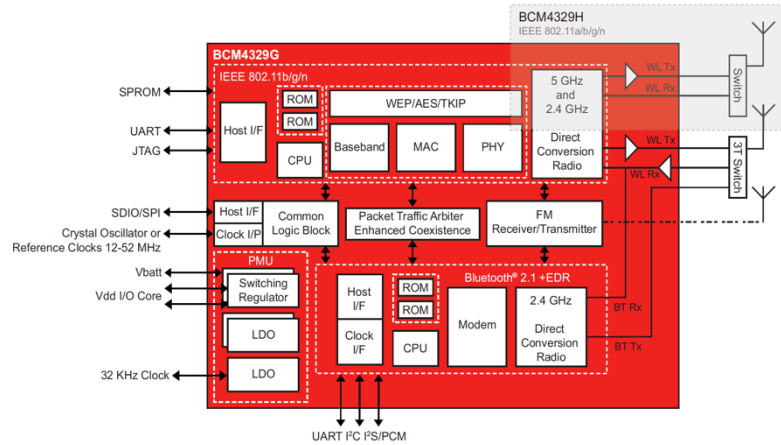 BCM4329H
IEEE 802.11a/b/g/n
BCM4329G
IEEE 802.11b/g/n
SPROM
UART
JTAG
Host I/F
ROM
ROM
CPU
WEP/AES/TKIP
Baseband
MAC
PHY
5 GHz
and
2.4 GHz
Direct
Conversion
Radio
WL Tx
WL Rx
Switch
WL Tx
WL Rx
3T Switch
SDIO/SPI
Crystal Oscillator or
Reference Clocks 12-52 MHz
Host I/F
Clock I/P
Common
Logic Block
Packet Traffic Arbiter
Enhanced Coexistence
FM
Receiver/Transmitter
PMU
Vbatt
Vdd I/O Core
Switching
Regulator
LDO
LDO
32 KHz Clock
Bluetooth® 2.1 +EDR
Host
I/F
Clock
I/F
ROM
ROM
CPU
Modem
2.4 GHz
Direct
Conversion
Radio
BT Rx
BT Tx
UART I²C I²S/PCM